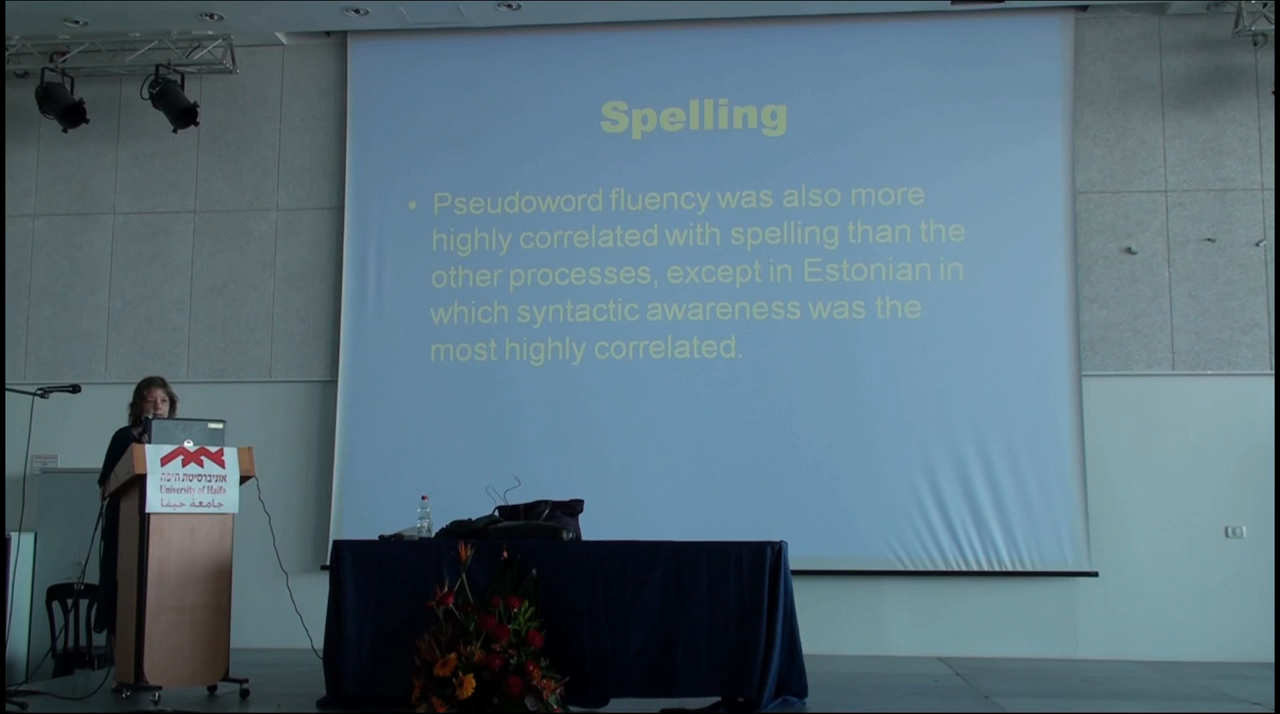 Spelling
• Pseudoword fluency was also more
highly correlated with spelling than the
other processes, except in Estonian in
which syntactic awareness was the
most highly correlated.
אוניברסיטת חיפה
University of Haifa
جامعة حيفا